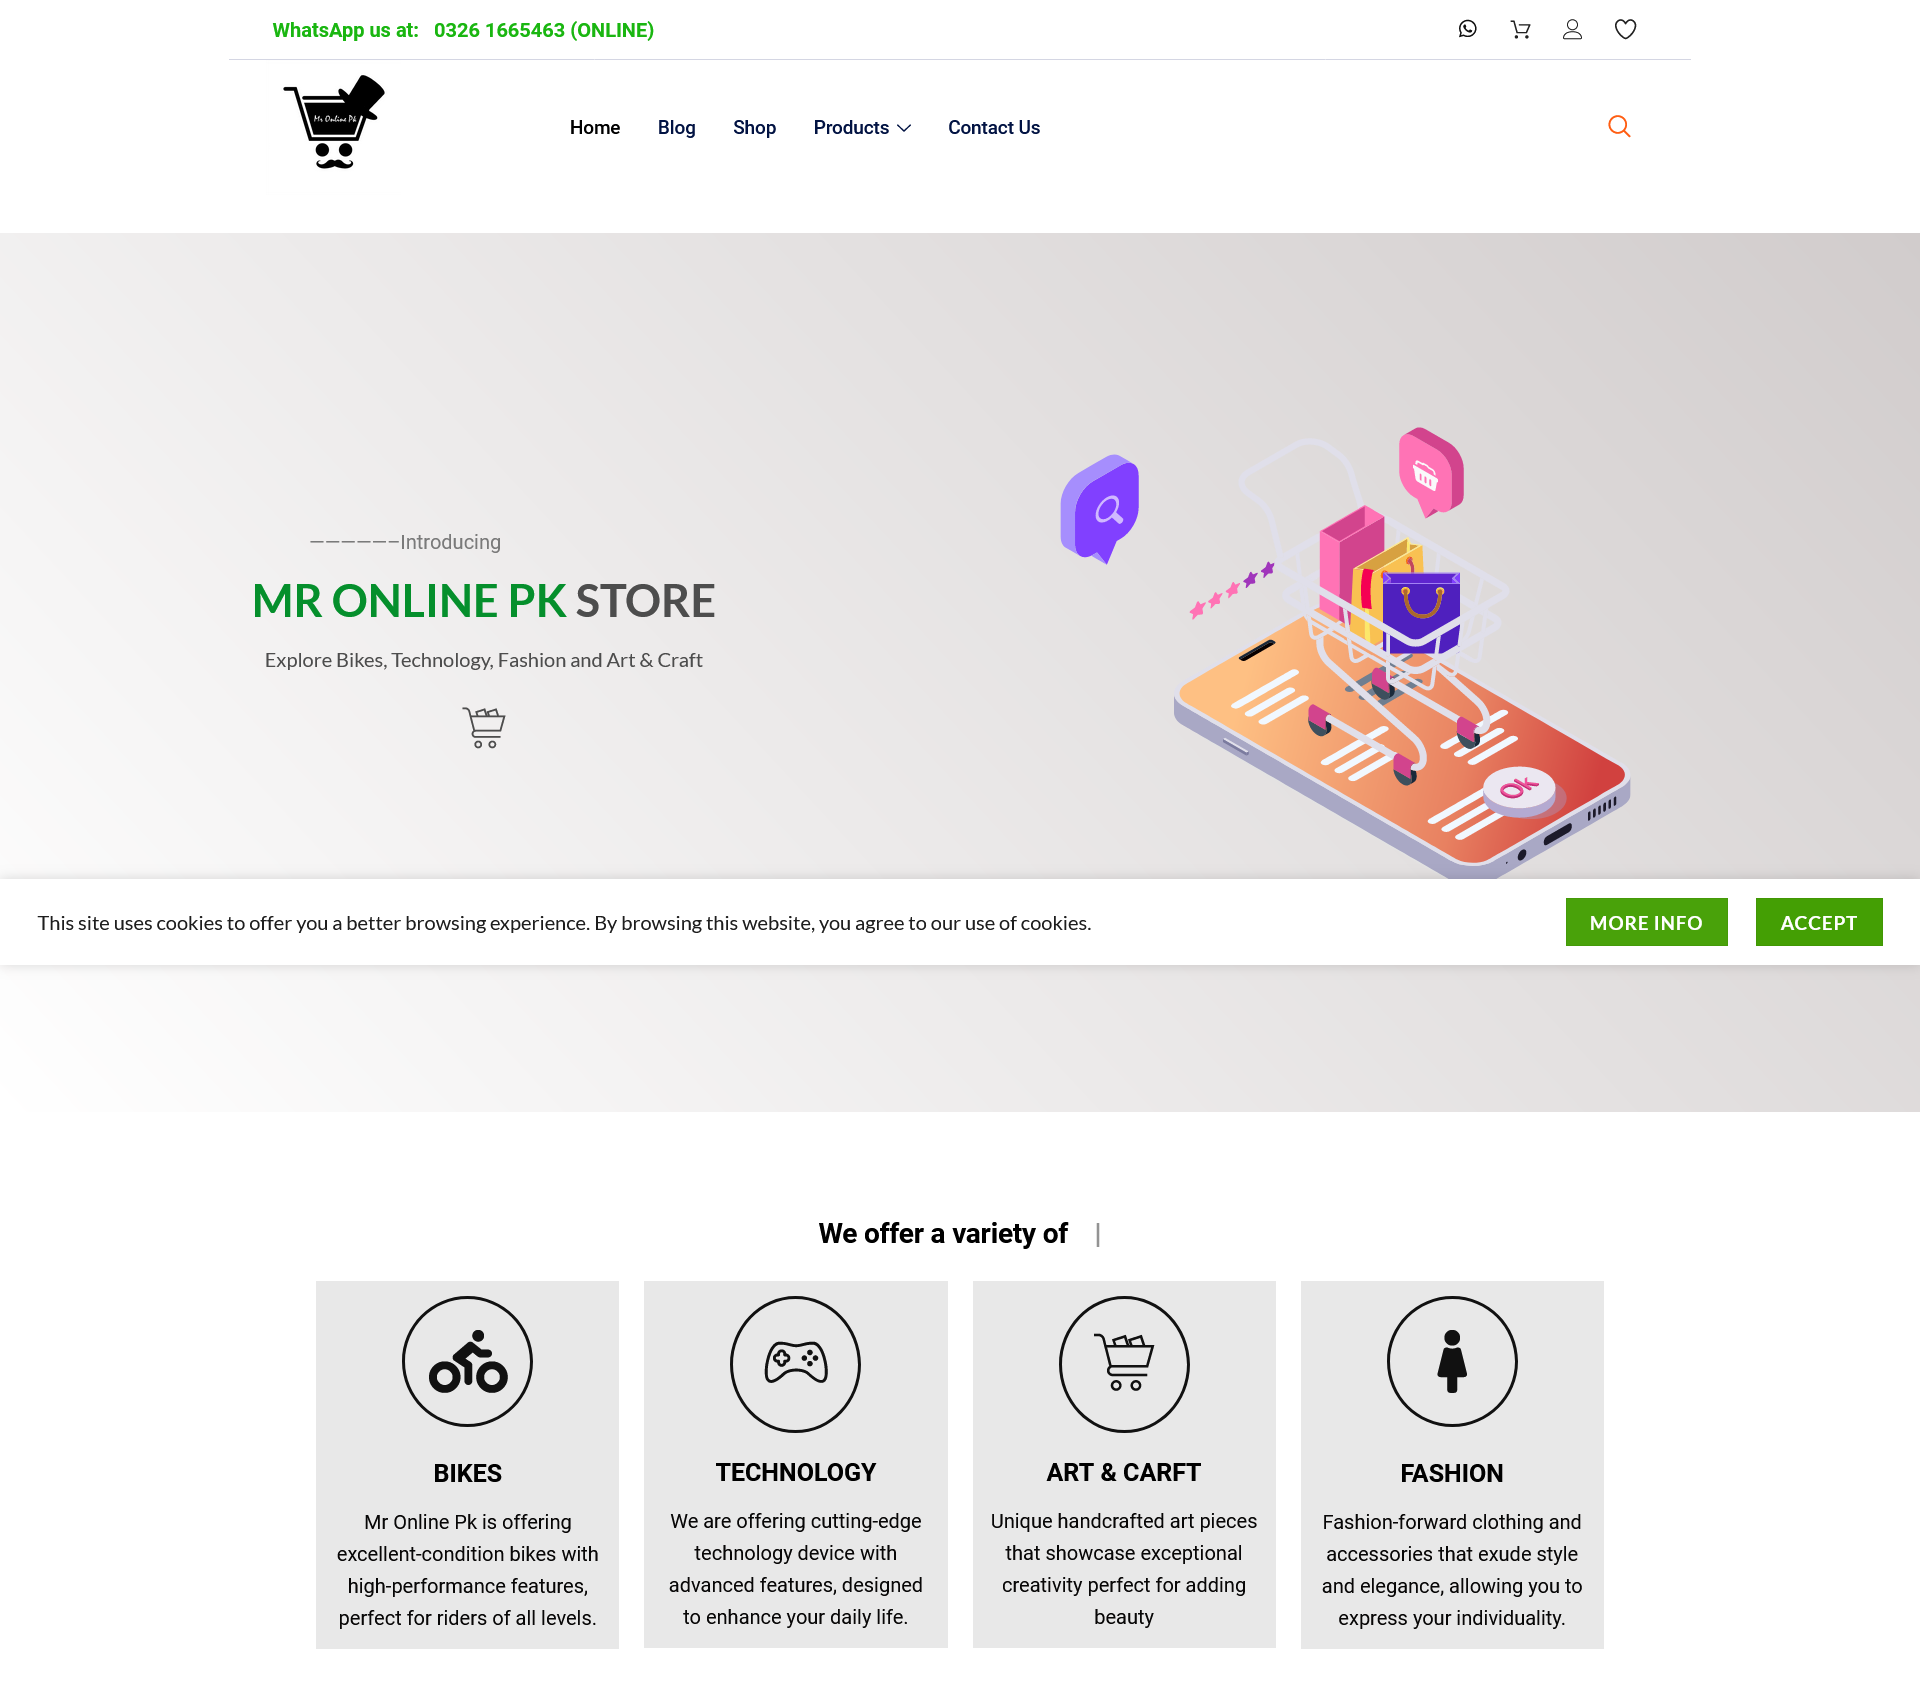 WhatsApp us at: 0326 1665463 (ONLINE)
Mr Online Pk
Home Blog Shop Products Contact Us
——————Introducing
MR ONLINE PK STORE
Explore Bikes, Technology, Fashion and Art & Craft
Ok
This site uses cookies to offer you a better browsing experience. By browsing this website, you agree to our use of cookies.
MORE INFO
ACCEPT
We offer a variety of |
BIKES
Mr Online Pk is offering
excellent-condition bikes with
high-performance features,
perfect for riders of all levels.
TECHNOLOGY
We are offering cutting-edge
technology device with
advanced features, designed
to enhance your daily life.
ART & CARFT
Unique handcrafted art pieces
that showcase exceptional
creativity perfect for adding
beauty
FASHION
Fashion-forward clothing and
accessories that exude style
and elegance, allowing you to
express your individuality.